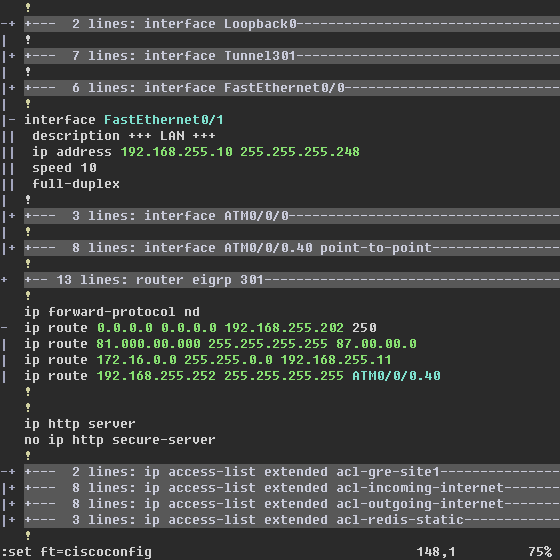 !
-+ +---  2 lines: interface Loopback0
|  !
|+ +---  7 lines: interface Tunnel301
|  !
|+ +---  6 lines: interface FastEthernet0/0
|  !
|- interface FastEthernet0/1
||  description +++ LAN +++
||  ip address 192.168.255.10 255.255.255.248
||  speed 10
||  full-duplex
|  !
|+ +---  3 lines: interface ATM0/0/0
|  !
|+ +---  8 lines: interface ATM0/0/0.40 point-to-point
!
+  +-- 13 lines: router eigrp 301
!
ip forward-protocol nd
-  ip route 0.0.0.0 0.0.0.0 192.168.255.202 250
|  ip route 81.000.00.000 255.255.255.255 87.00.00.0
|  ip route 172.16.0.0 255.255.0.0 192.168.255.11
|  ip route 192.168.255.252 255.255.255.255 ATM0/0/0.40
!
!
ip http server
no ip http secure-server
!
-+ +---  2 lines: ip access-list extended acl-gre-site1
|+ +---  8 lines: ip access-list extended acl-incoming-internet
|+ +---  8 lines: ip access-list extended acl-outgoing-internet
|+ +---  3 lines: ip access-list extended acl-redis-static
!
:set ft=ciscoconfig 148,1 75%